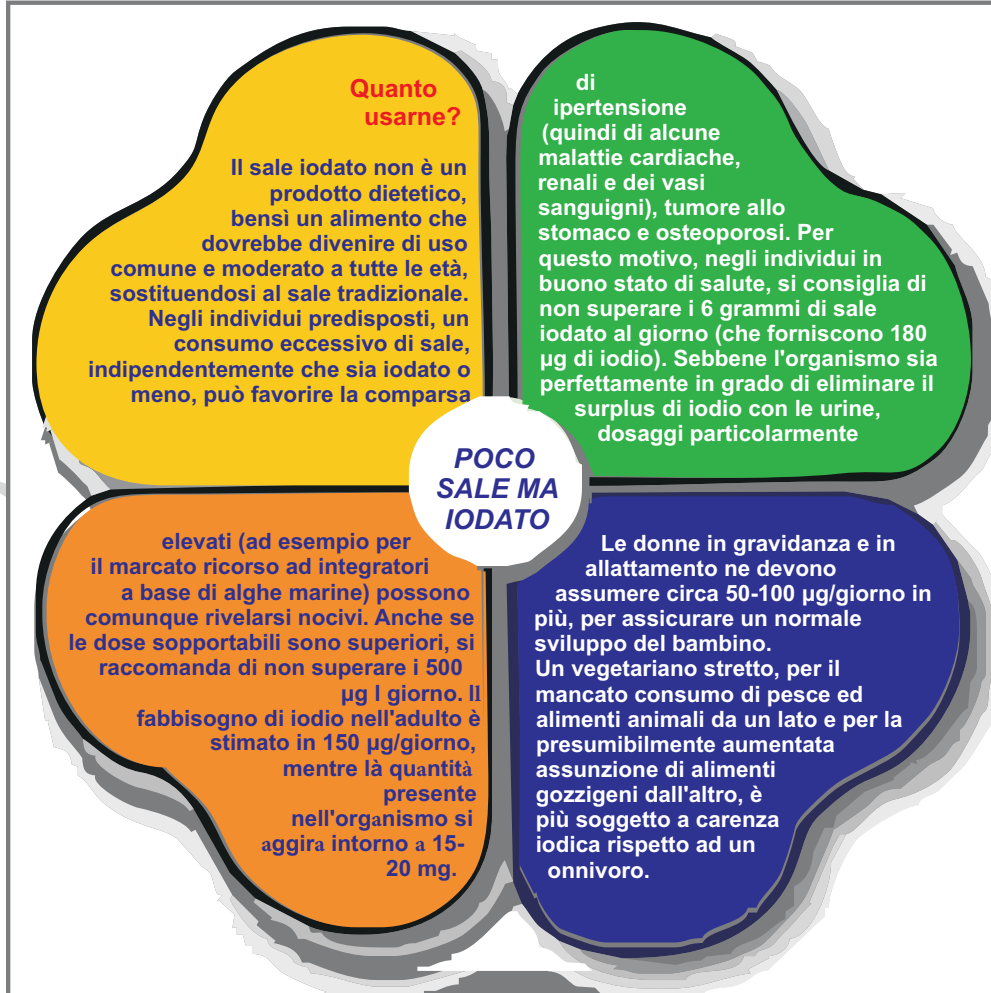 Quanto
usarne?
Il sale iodato non è un
prodotto dietetico,
bensì un alimento che
dovrebbe divenire di uso
comune e moderato a tutte le età,
sostituendosi al sale tradizionale.
Negli individui predisposti, un
consumo eccessivo di sale,
indipendentemente che sia iodato o
meno, può favorire la comparsa
di
ipertensione
(quindi di alcune
malattie cardiache,
renali e dei vasi
sanguigni), tumore allo
stomaco e osteoporosi. Per
questo motivo, negli individui in
buono stato di salute, si consiglia di
non superare i 6 grammi di sale
iodato al giorno (che forniscono 180
µg di iodio). Sebbene l'organismo sia
perfettamente in grado di eliminare il
surplus di iodio con le urine,
dosaggi particolarmente
POCO
SALE MA
IODATO
elevati (ad esempio per
il marcato ricorso ad integratori
a base di alghe marine) possono
comunque rivelarsi nocivi. Anche se
le dose sopportabili sono superiori, si
raccomanda di non superare i 500
µg l giorno. Il
fabbisogno di iodio nell'adulto è
stimato in 150 µg/giorno,
mentre là quantità
presente
nell'organismo si
aggira intorno a 15-
20 mg.
Le donne in gravidanza e in
allattamento ne devono
assumere circa 50-100 µg/giorno in
più, per assicurare un normale
sviluppo del bambino.
Un vegetariano stretto, per il
mancato consumo di pesce ed
alimenti animali da un lato e per la
presumibilmente aumentata
assunzione di alimenti
gozzigeni dall'altro, è
più soggetto a carenza
iodica rispetto ad un
onnivoro.